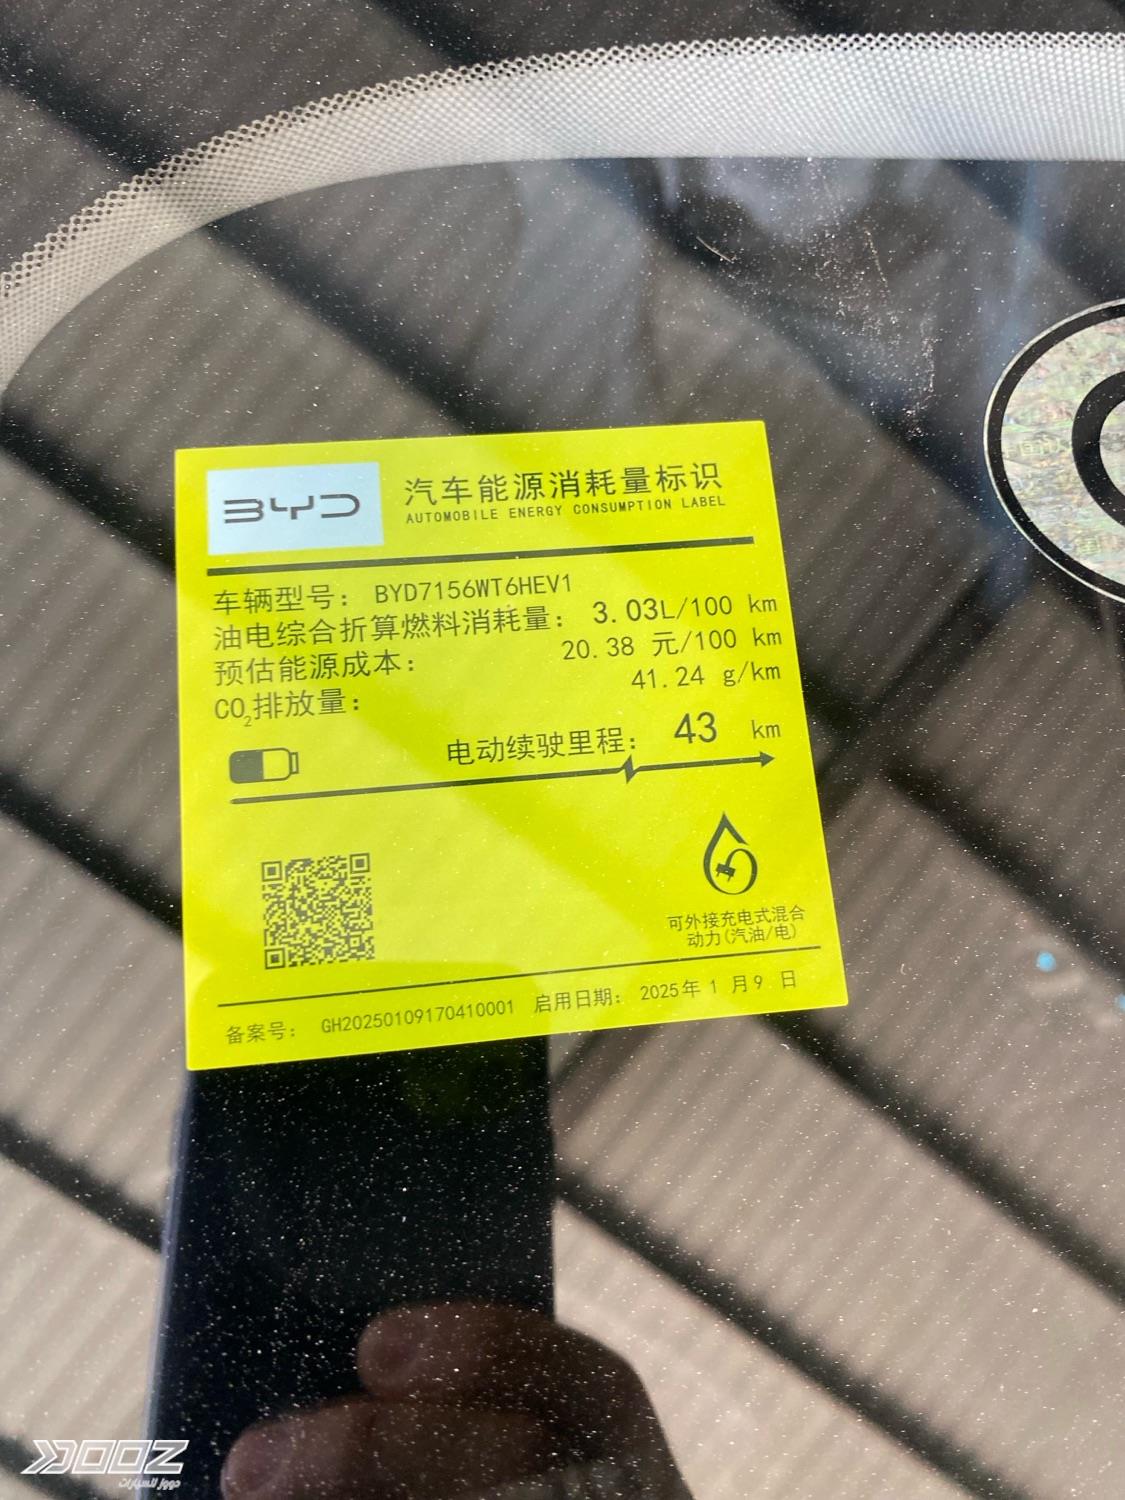 BYD
汽车能源消耗量标识
AUTOMOBILE ENERGY CONSUMPTION LABEL
车辆型号: BYD7156WT6HEV1
油电综合折算燃料消耗量: 3.03L/100 km
预估能源成本: 20.38 元/100 km
CO₂排放量: 41.24 g/km
电动续驶里程: 43 km
可外接充电式混合
动力(汽油/电)
备案号: GH20250109170410001 启用日期: 2025年1月9日
DOOZ
دووز للسيارات